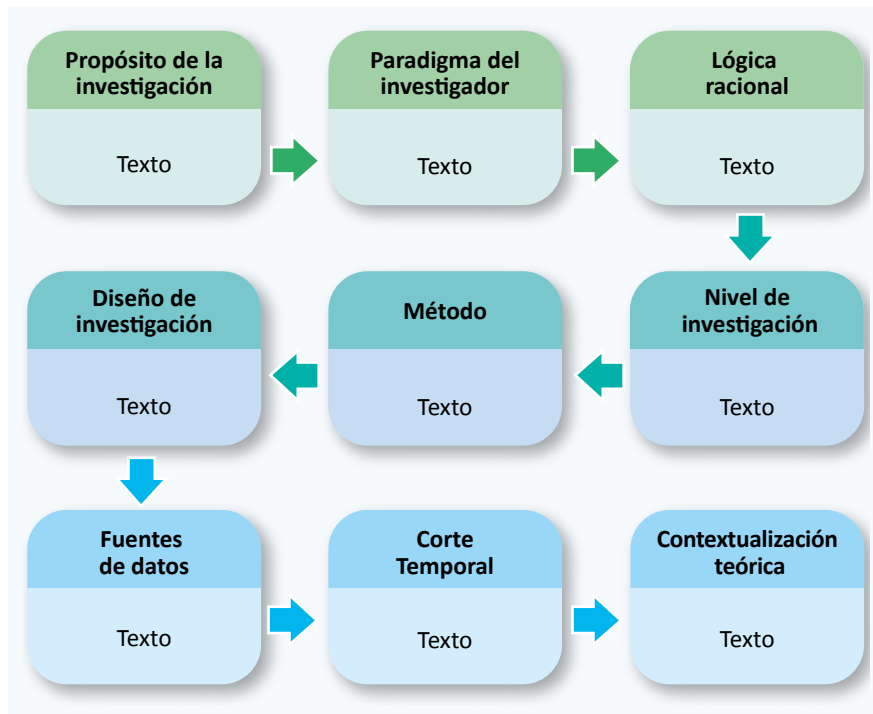 Propósito de la
investigación
Texto
Paradigma del
investigador
Texto
Lógica
racional
Texto
Nivel de
investigación
Texto
Método
Texto
Diseño de
investigación
Texto
Fuentes
de datos
Texto
Corte
Temporal
Texto
Contextualización
teórica
Texto